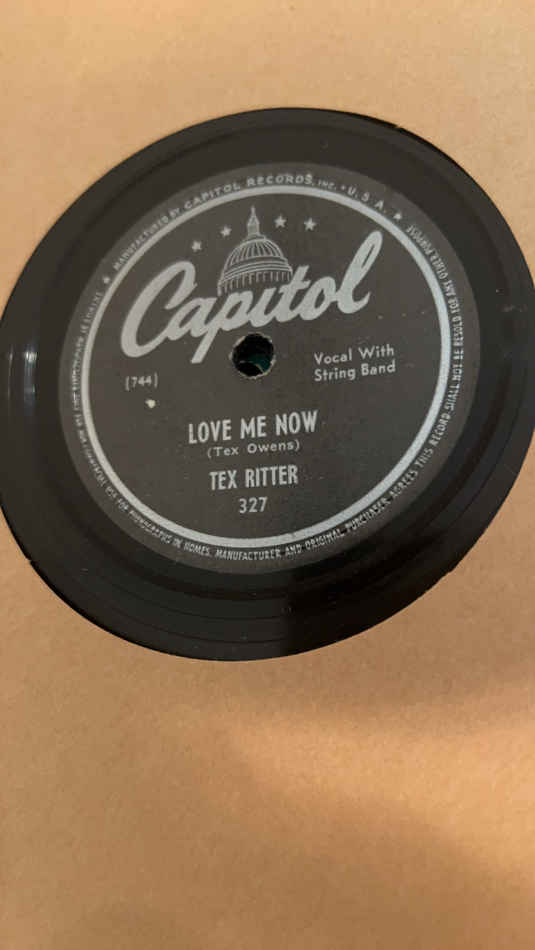 MANUFACTURED BY CAPITOL RECORDS, INC. • U. S. A. ★
Capitol
(744)
Vocal With
String Band
LOVE ME NOW
(Tex Owens)
TEX RITTER
327
USE FOR PHONOGRAPHS IN HOMES. MANUFACTURER AND ORIGINAL PURCHASER AGREES THIS RECORD SHALL NOT BE RESOLD FOR ANY OTHER PURPOSE